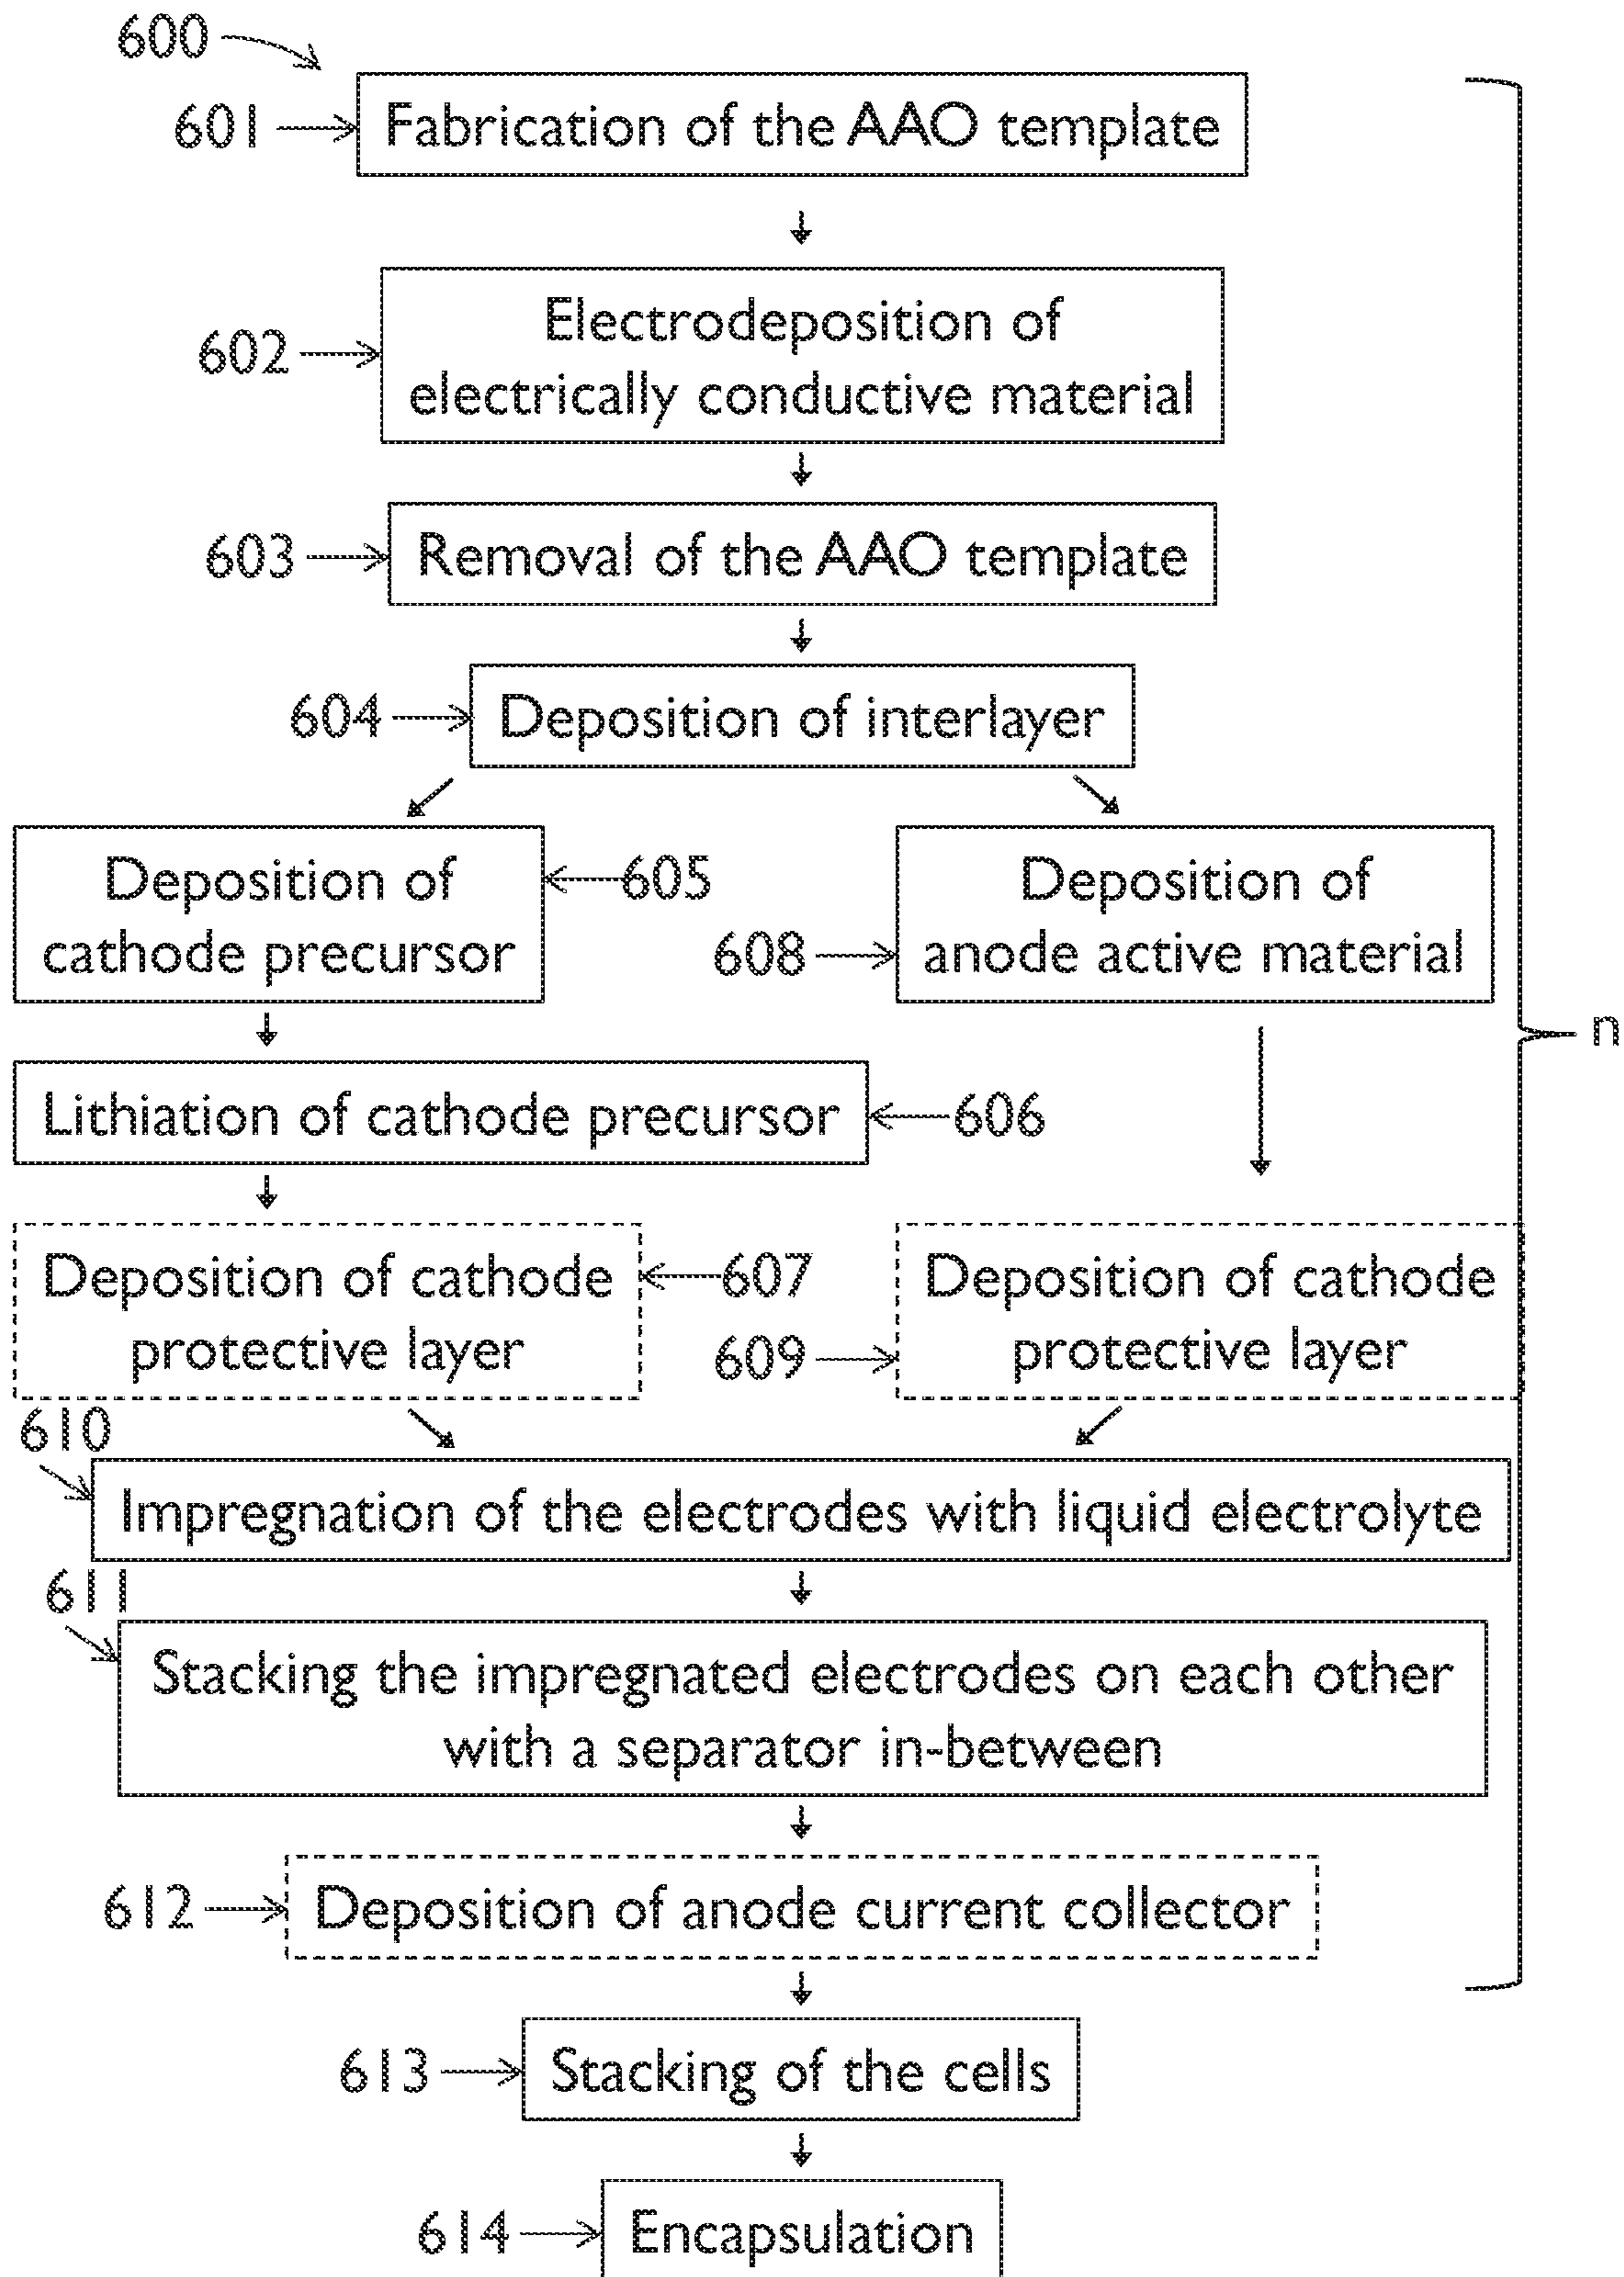 600
601
Fabrication of the AAO template
602
Electrodeposition of
electrically conductive material
603
Removal of the AAO template
604
Deposition of interlayer
Deposition of
cathode precursor
605
608
Deposition of
anode active material
n
Lithiation of cathode precursor
606
Deposition of cathode
protective layer
607
609
Deposition of cathode
protective layer
610
Impregnation of the electrodes with liquid electrolyte
611
Stacking the impregnated electrodes on each other
with a separator in-between
612
Deposition of anode current collector
613
Stacking of the cells
614
Encapsulation